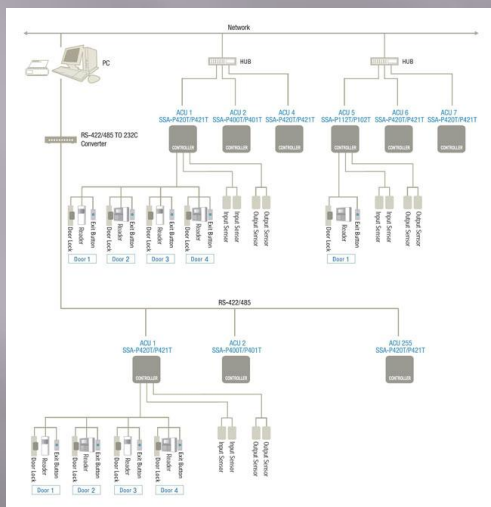 Network
PC
HUB
HUB
ACU 1
SSA-P420T/P421T
CONTROLLER
ACU 2
SSA-P400T/P401T
CONTROLLER
ACU 4
SSA-P420T/P421T
CONTROLLER
ACU 5
SSA-P112T/P102T
CONTROLLER
ACU 6
SSA-P420T/P421T
CONTROLLER
ACU 7
SSA-P420T/P421T
CONTROLLER
RS-422/485 TO 232C
Converter
Door Lock
Reader
Exit Button
Door 1
Door Lock
Reader
Exit Button
Door 2
Door Lock
Reader
Exit Button
Door 3
Door Lock
Reader
Exit Button
Door 4
Input Sensor
Input Sensor
Output Sensor
Output Sensor
Door Lock
Reader
Exit Button
Door 1
Input Sensor
Input Sensor
Output Sensor
Output Sensor
RS-422/485
ACU 1
SSA-P420T/P421T
CONTROLLER
ACU 2
SSA-P400T/P401T
CONTROLLER
ACU 255
SSA-P420T/P421T
CONTROLLER
Door Lock
Reader
Exit Button
Door 1
Door Lock
Reader
Exit Button
Door 2
Door Lock
Reader
Exit Button
Door 3
Door Lock
Reader
Exit Button
Door 4
Input Sensor
Input Sensor
Output Sensor
Output Sensor